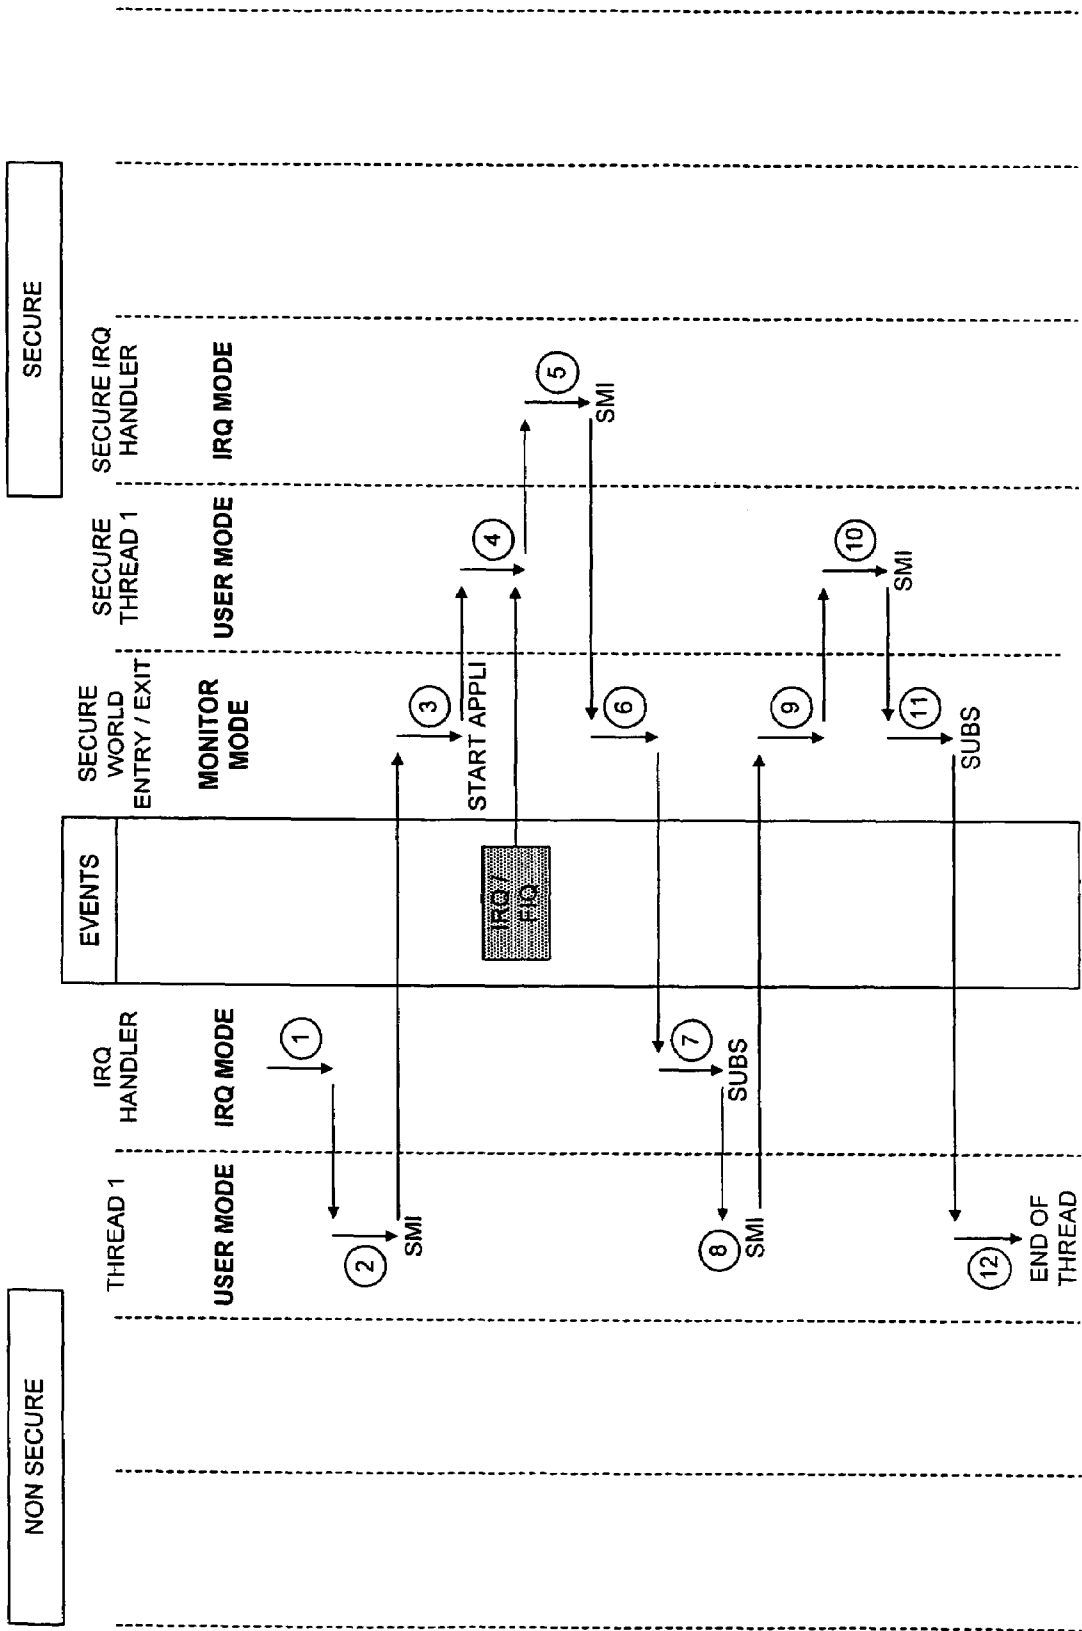 NON SECURE
SECURE
EVENTS
THREAD 1
IRQ
HANDLER
SECURE
WORLD
ENTRY / EXIT
SECURE
THREAD 1
SECURE IRQ
HANDLER
USER MODE
IRQ MODE
MONITOR
MODE
USER MODE
IRQ MODE
1
2
SMI
3
START APPLI
4
IRQ /
FIQ
5
SMI
6
7
SUBS
8
SMI
9
10
SMI
11
SUBS
12
END OF
THREAD